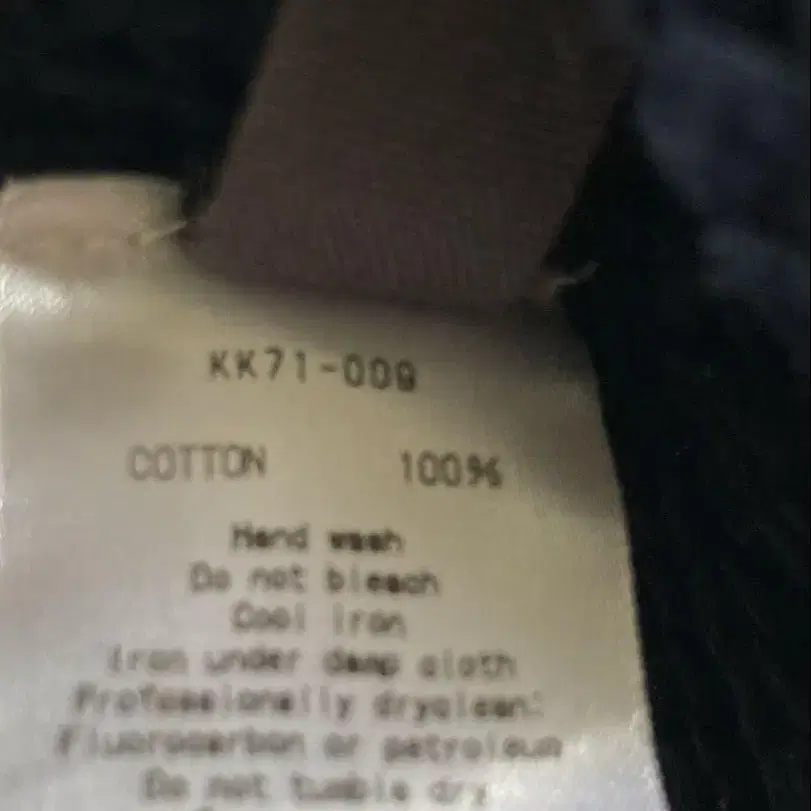 KK71-009
COTTON 100%
Hand wash
Do not bleach
Cool iron
Iron under damp cloth
Professionally dryclean:
Fluorocarbon or petroleum
Do not tumble dry